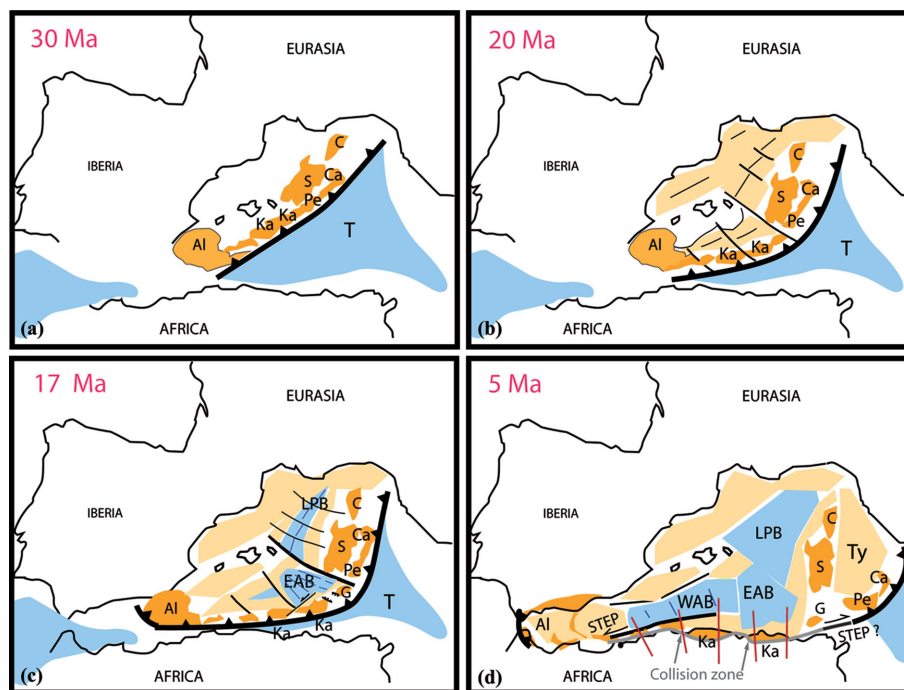 30 Ma
EURASIA
IBERIA
C
S
Ca
Pe
Ka
Ka
Al
T
(a)
AFRICA
20 Ma
EURASIA
IBERIA
C
S
Ca
Pe
Al
Ka
Ka
T
(b)
AFRICA
17 Ma
EURASIA
IBERIA
LPB
C
S
Ca
Pe
EAB
G
Al
T
Ka
Ka
(c)
AFRICA
5 Ma
EURASIA
IBERIA
LPB
C
Ty
S
Ca
EAB
Pe
WAB
G
Al
STEP
STEP ?
Ka
Ka
Collision zone
(d)
AFRICA